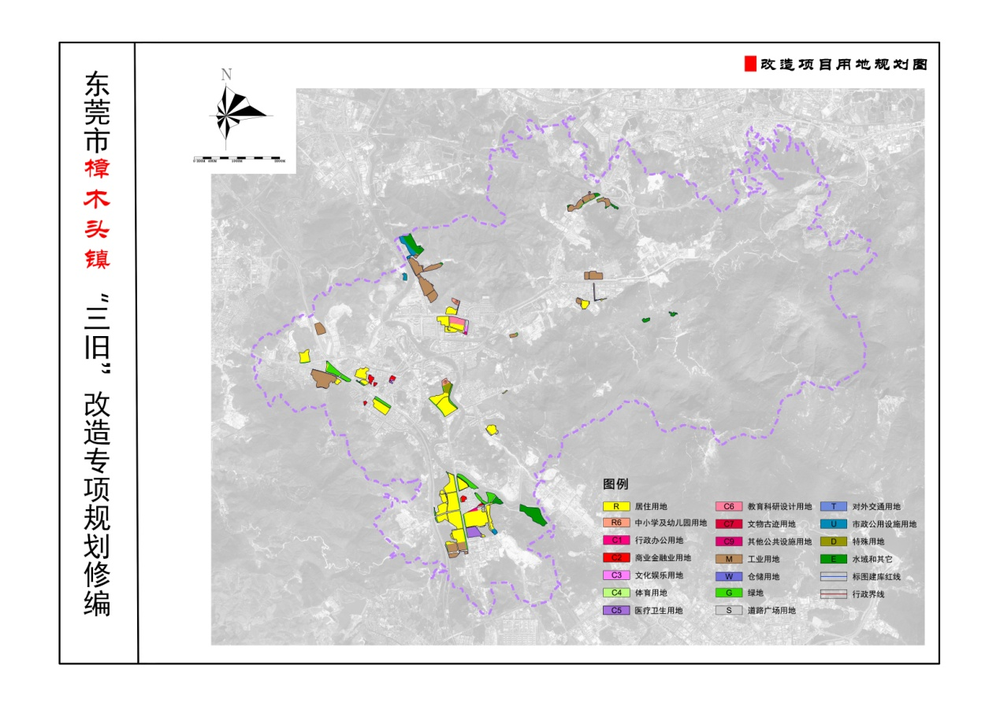 东莞市樟木头镇“三旧”改造专项规划修编
改造项目用地规划图
N
图例
R 居住用地
R6 中小学及幼儿园用地
C1 行政办公用地
C2 商业金融业用地
C3 文化娱乐用地
C4 体育用地
C5 医疗卫生用地
C6 教育科研设计用地
C7 文物古迹用地
C9 其他公共设施用地
M 工业用地
W 仓储用地
G 绿地
S 道路广场用地
T 对外交通用地
U 市政公用设施用地
D 特殊用地
E 水域和其它
标图建库红线
行政界线